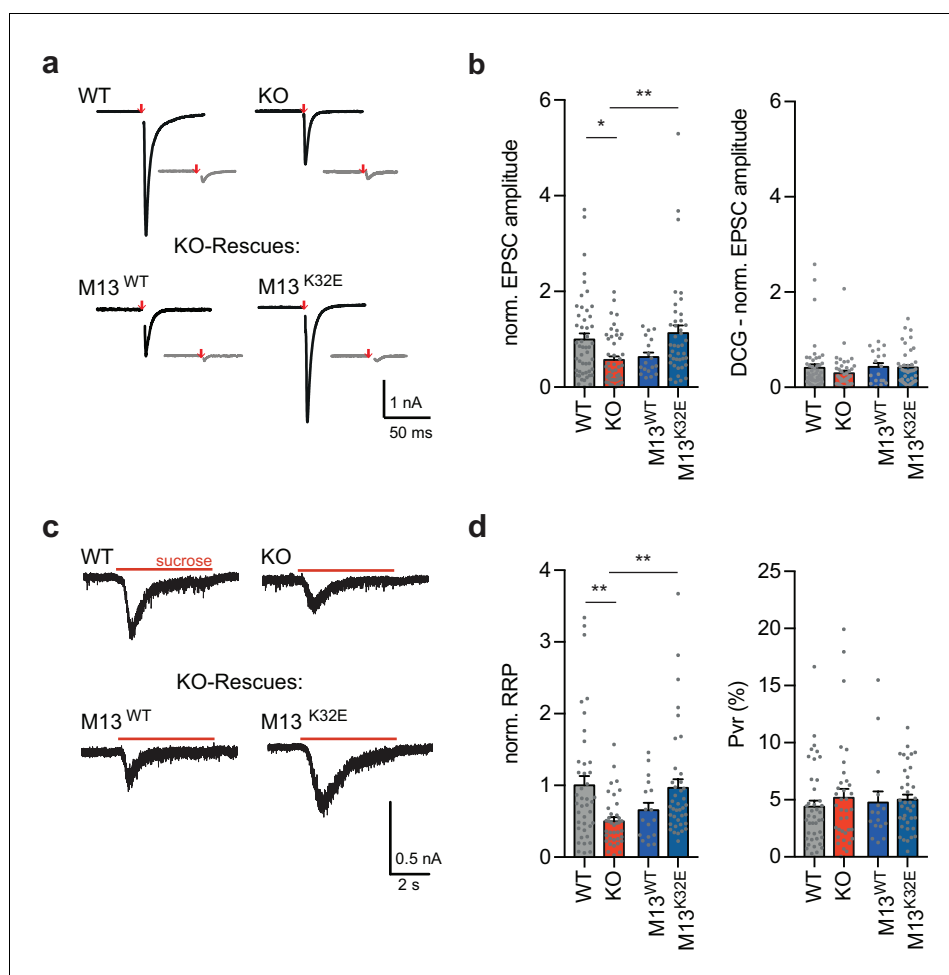 a
WT
KO
KO-Rescues:
M13 WT
M13 K32E
1 nA
50 ms
b
norm. EPSC amplitude
6
4
2
0
*
**
WT
KO
M13WT
M13K32E
DCG - norm. EPSC amplitude
6
4
2
0
WT
KO
M13WT
M13K32E
c
WT
sucrose
KO
KO-Rescues:
M13 WT
M13 K32E
0.5 nA
2 s
d
norm. RRP
4
3
2
1
0
**
**
WT
KO
M13WT
M13K32E
Pvr (%)
25
20
15
10
5
0
WT
KO
M13WT
M13K32E